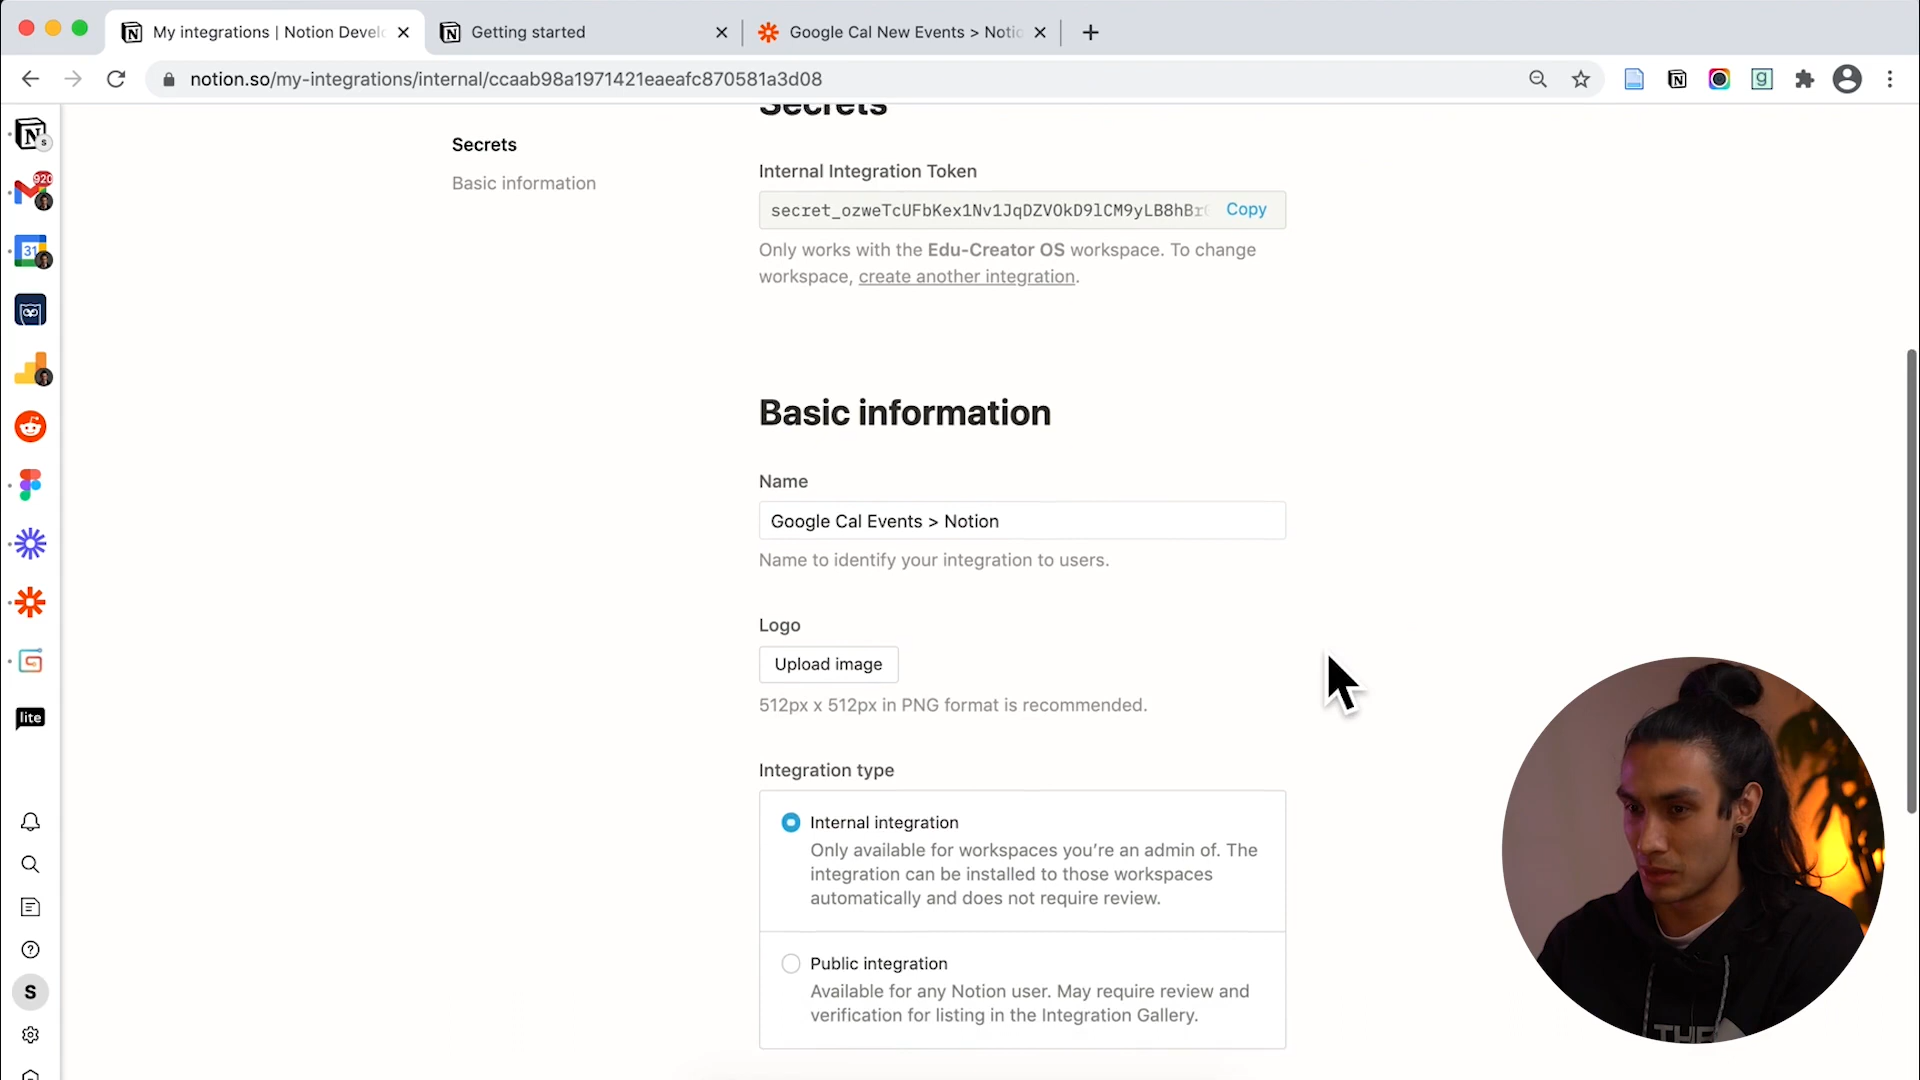 My integrations | Notion Devel
Getting started
Google Cal New Events > Notio
notion.so/my-integrations/internal/ccaab98a1971421eaeafc870581a3d08
Secrets
Secrets
Basic information
Internal Integration Token
secret_ozweTcUFbKex1Nv1JqDZVOkD9lCM9yLB8hBr
Copy
Only works with the Edu-Creator OS workspace. To change
workspace, create another integration.
Basic information
Name
Google Cal Events > Notion
Name to identify your integration to users.
Logo
Upload image
512px x 512px in PNG format is recommended.
Integration type
Internal integration
Only available for workspaces you’re an admin of. The
integration can be installed to those workspaces
automatically and does not require review.
Public integration
Available for any Notion user. May require review and
verification for listing in the Integration Gallery.
920
31
lite
S
THE